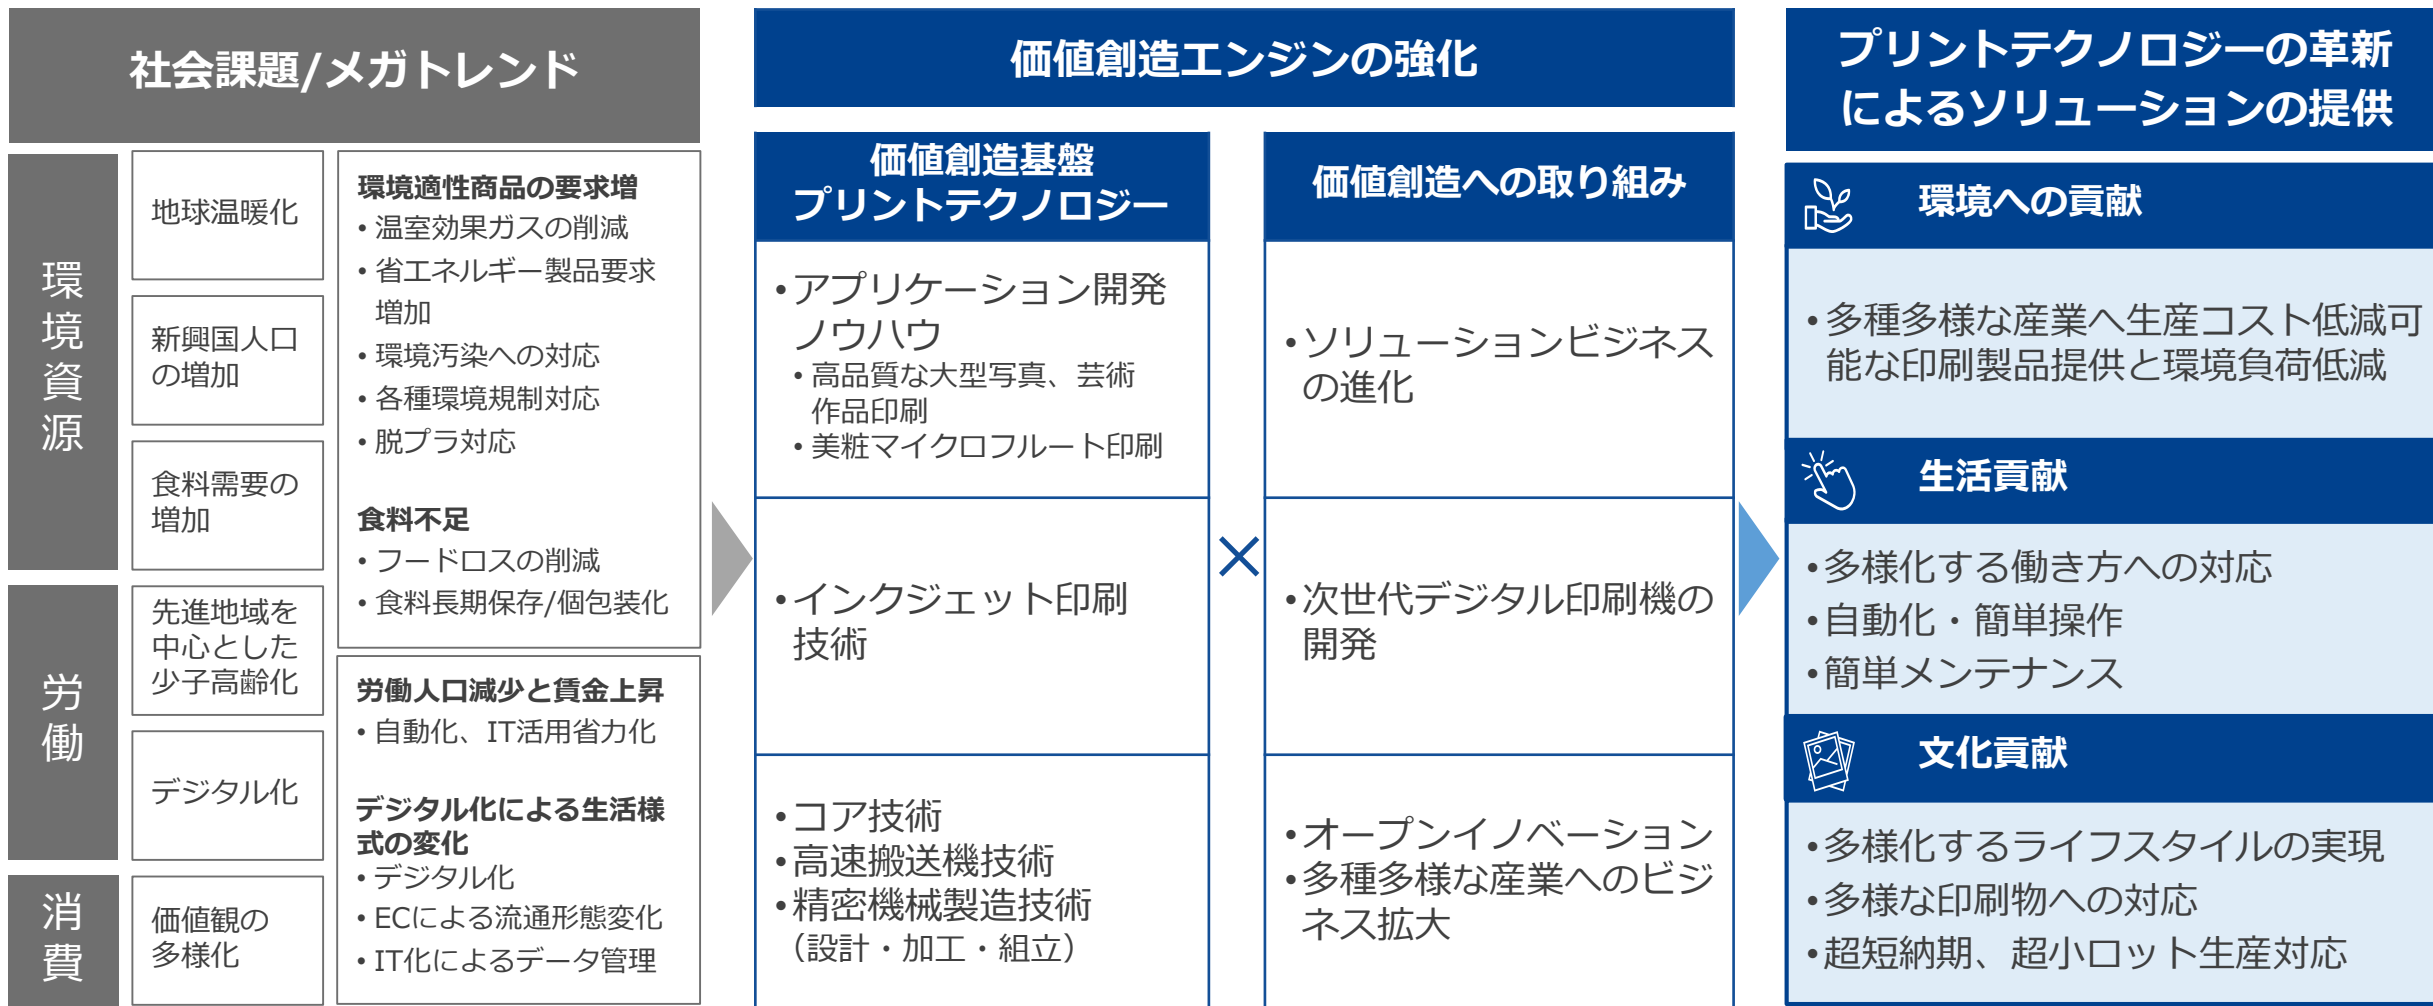 社会課題/メガトレンド
環境資源
地球温暖化
新興国人口
の増加
食料需要の
増加
労働
先進地域を
中心とした
少子高齢化
デジタル化
消費
価値観の
多様化
環境適性商品の要求増
• 温室効果ガスの削減
• 省エネルギー製品要求
増加
• 環境汚染への対応
• 各種環境規制対応
• 脱プラ対応
食料不足
• フードロスの削減
• 食料長期保存/個包装化
労働人口減少と賃金上昇
• 自動化、IT活用省力化
デジタル化による生活様
式の変化
• デジタル化
• ECによる流通形態変化
• IT化によるデータ管理
価値創造エンジンの強化
価値創造基盤
プリントテクノロジー
• アプリケーション開発
ノウハウ
• 高品質な大型写真、芸術
作品印刷
• 美粧マイクロフルート印刷
• インクジェット印刷
技術
• コア技術
• 高速搬送機技術
• 精密機械製造技術
（設計・加工・組立）
×
価値創造への取り組み
• ソリューションビジネス
の進化
• 次世代デジタル印刷機の
開発
• オープンイノベーション
• 多種多様な産業へのビジ
ネス拡大
プリントテクノロジーの革新
によるソリューションの提供
環境への貢献
• 多種多様な産業へ生産コスト低減可
能な印刷製品提供と環境負荷低減
生活貢献
• 多様化する働き方への対応
• 自動化・簡単操作
• 簡単メンテナンス
文化貢献
• 多様化するライフスタイルの実現
• 多様な印刷物への対応
• 超短納期、超小ロット生産対応